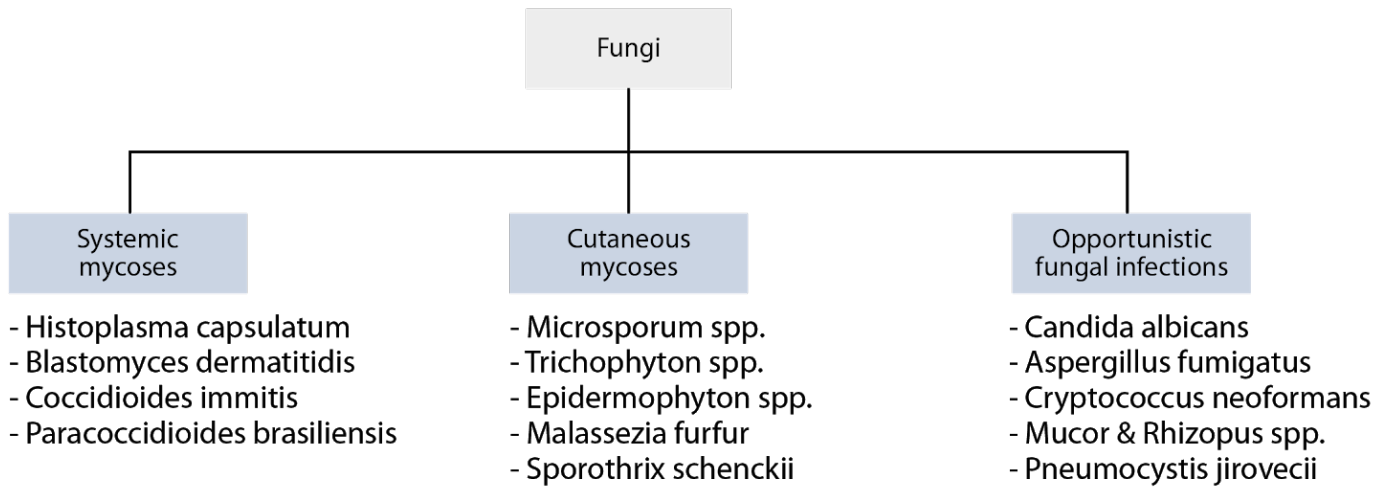 Fungi
Systemic
mycoses
- Histoplasma capsulatum
- Blastomyces dermatitidis
- Coccidioides immitis
- Paracoccidioides brasiliensis
Cutaneous
mycoses
- Microsporum spp.
- Trichophyton spp.
- Epidermophyton spp.
- Malassezia furfur
- Sporothrix schenckii
Opportunistic
fungal infections
- Candida albicans
- Aspergillus fumigatus
- Cryptococcus neoformans
- Mucor & Rhizopus spp.
- Pneumocystis jirovecii